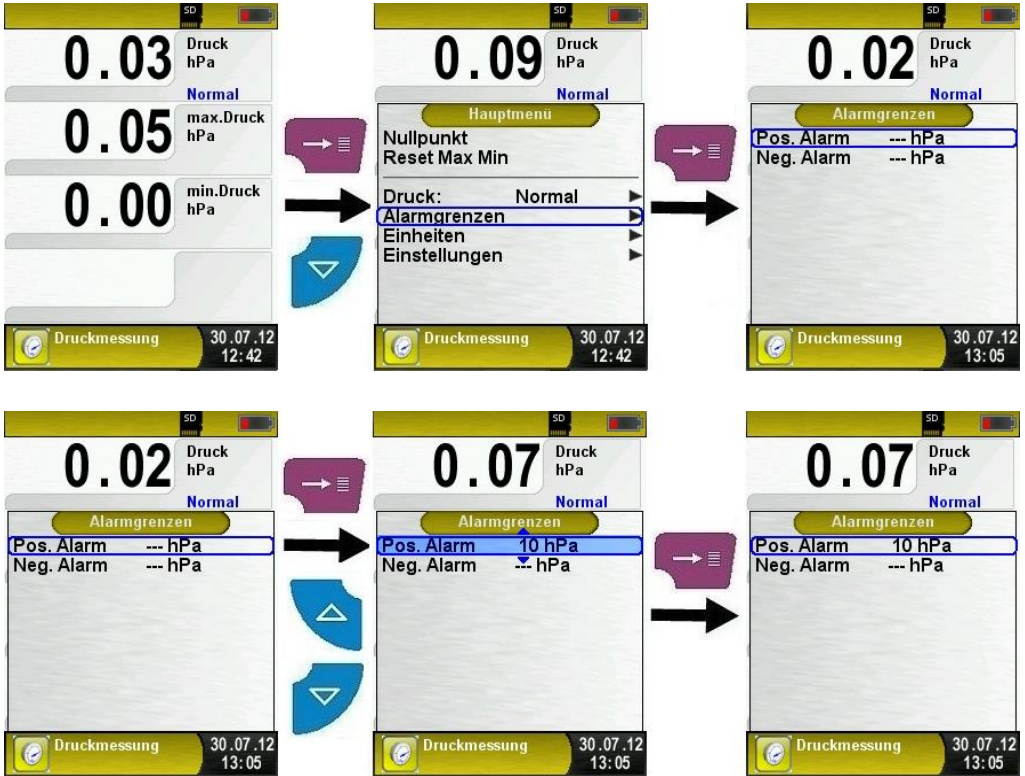 SD
0.03 Druck hPa
Normal
0.05 max.Druck hPa
0.00 min.Druck hPa
Druckmessung 30.07.12 12:42
SD
0.09 Druck hPa
Normal
Hauptmenü
Nullpunkt
Reset Max Min
Druck: Normal
Alarmgrenzen
Einheiten
Einstellungen
Druckmessung 30.07.12 12:42
SD
0.02 Druck hPa
Normal
Alarmgrenzen
Pos. Alarm --- hPa
Neg. Alarm --- hPa
Druckmessung 30.07.12 13:05
SD
0.02 Druck hPa
Normal
Alarmgrenzen
Pos. Alarm --- hPa
Neg. Alarm --- hPa
Druckmessung 30.07.12 13:05
SD
0.07 Druck hPa
Normal
Alarmgrenzen
Pos. Alarm 10 hPa
Neg. Alarm --- hPa
Druckmessung 30.07.12 13:05
SD
0.07 Druck hPa
Normal
Alarmgrenzen
Pos. Alarm 10 hPa
Neg. Alarm --- hPa
Druckmessung 30.07.12 13:05